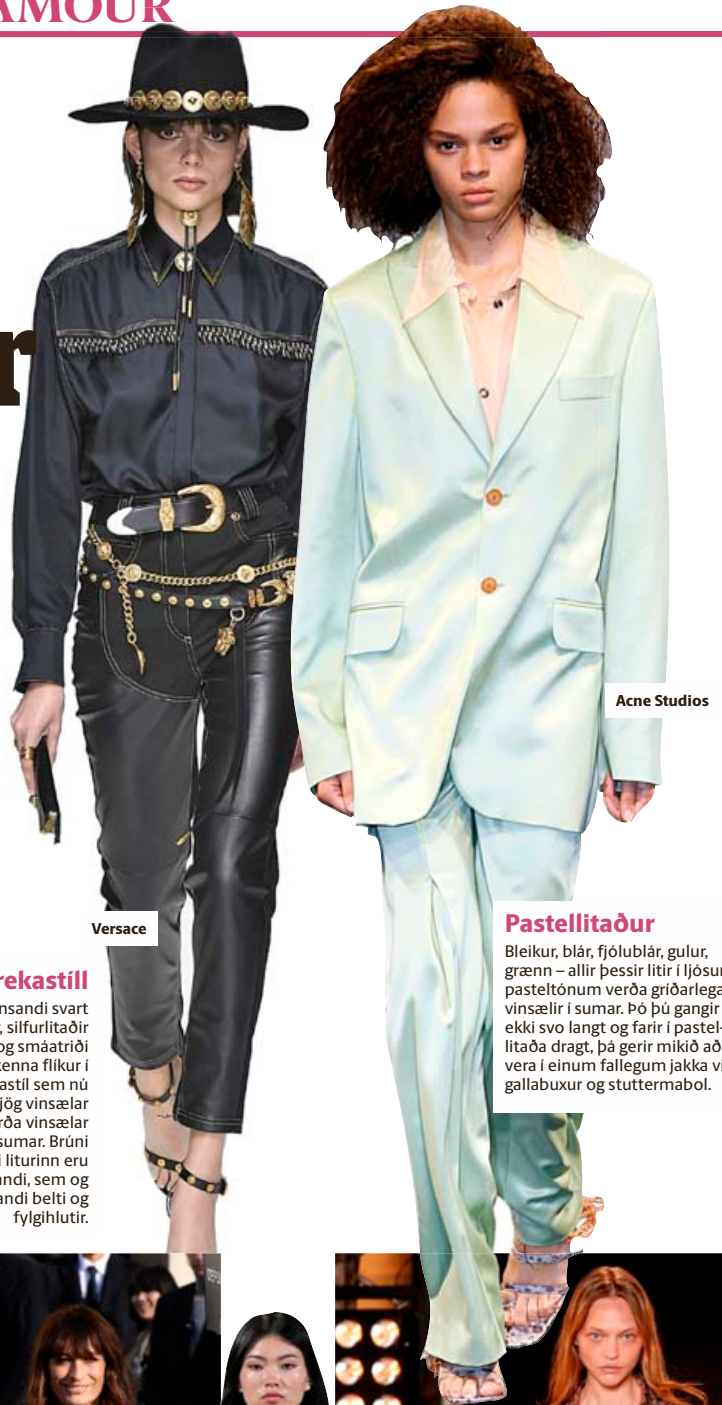 AMOUR
r
Acne Studios
Versace
rekastíll
nsandi svart
, silfurlitaðir
og smáatriði
kenna flíkur í
astíl sem nú
jög vinsælar
rða vinsælar
sumar. Brúni
i liturinn eru
andi, sem og
andi belti og
fylgihlutir.
Pastellitaður
Bleikur, blár, fjólublár, gulur,
grænn – allir þessir litir í ljósum
pasteltónum verða gríðarlega
vinsælir í sumar. Þó þú gangir
ekki svo langt og farir í pastel-
litaða dragt, þá gerir mikið að
vera í einum fallegum jakka vi
gallabuxur og stuttermabol.